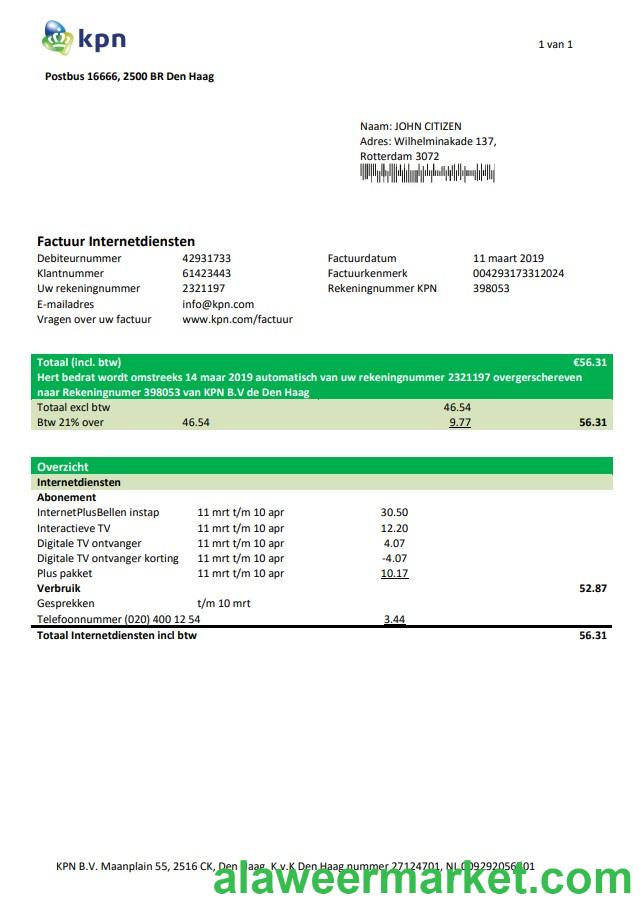 kpn
1 van 1
Postbus 16666, 2500 BR Den Haag
Naam: JOHN CITIZEN
Adres: Wilhelminakade 137,
Rotterdam 3072
Factuur Internetdiensten
Debiteurnummer 42931733 Factuurdatum 11 maart 2019
Klantnummer 61423443 Factuurkenmerk 004293173312024
Uw rekeningnummer 2321197 Rekeningnummer KPN 398053
E-mailadres info@kpn.com
Vragen over uw factuur www.kpn.com/factuur
Totaal (incl. btw) €56.31
Hert bedrat wordt omstreeks 14 maar 2019 automatisch van uw rekeningnummer 2321197 overgerschereven
naar Rekeningnumer 398053 van KPN B.V de Den Haag
Totaal excl btw 46.54
Btw 21% over 46.54 9.77 56.31
Overzicht
Internetdiensten
Abonement
InternetPlusBellen instap 11 mrt t/m 10 apr 30.50
Interactieve TV 11 mrt t/m 10 apr 12.20
Digitale TV ontvanger 11 mrt t/m 10 apr 4.07
Digitale TV ontvanger korting 11 mrt t/m 10 apr -4.07
Plus pakket 11 mrt t/m 10 apr 10.17
Verbruik 52.87
Gesprekken t/m 10 mrt
Telefoonnummer (020) 400 12 54 3.44
Totaal Internetdiensten incl btw 56.31
KPN B.V. Maanplain 55, 2516 CK, Den Haag, K.v.K Den Haag nummer 27124701, NL
alaweermarket.com